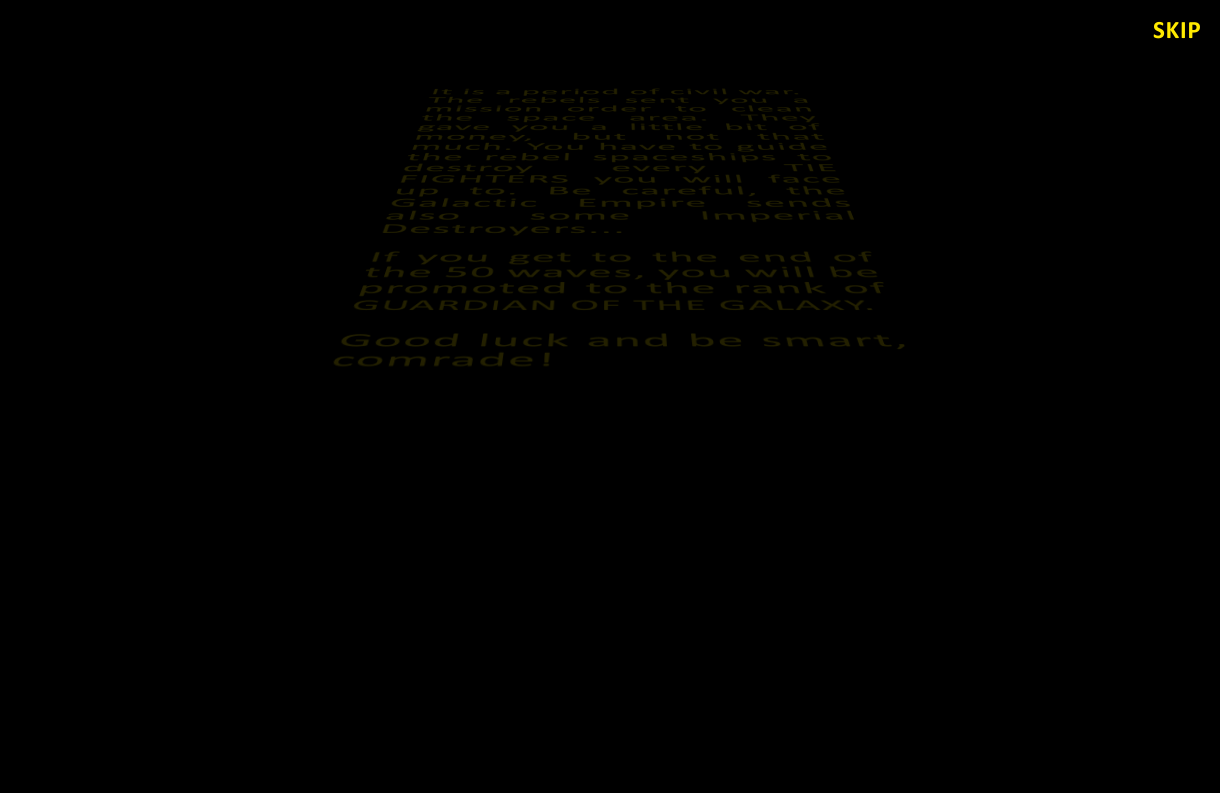 SKIP
It is a period of civil war.
The rebels sent you a
mission order to clean
the space area. They
gave you a little bit of
money, but not that
much. You have to guide
the rebel spaceships to
destroy every TIE
FIGHTERS you will face
up to. Be careful, the
Galactic Empire sends
also some Imperial
Destroyers...
If you get to the end of
the 50 waves, you will be
promoted to the rank of
GUARDIAN OF THE GALAXY.
Good luck and be smart,
comrade!